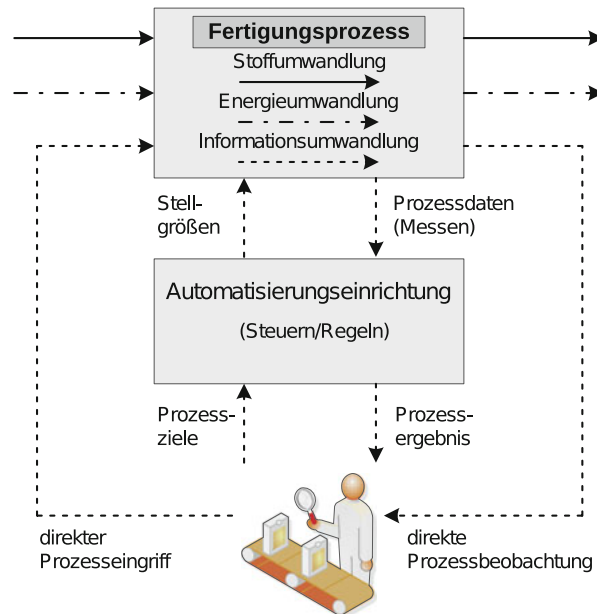 Fertigungsprozess
Stoffumwandlung
Energieumwandlung
Informationsumwandlung
Stell-
größen
Prozessdaten
(Messen)
Automatisierungseinrichtung
(Steuern/Regeln)
Prozess-
ziele
Prozess-
ergebnis
direkter
Prozesseingriff
direkte
Prozessbeobachtung